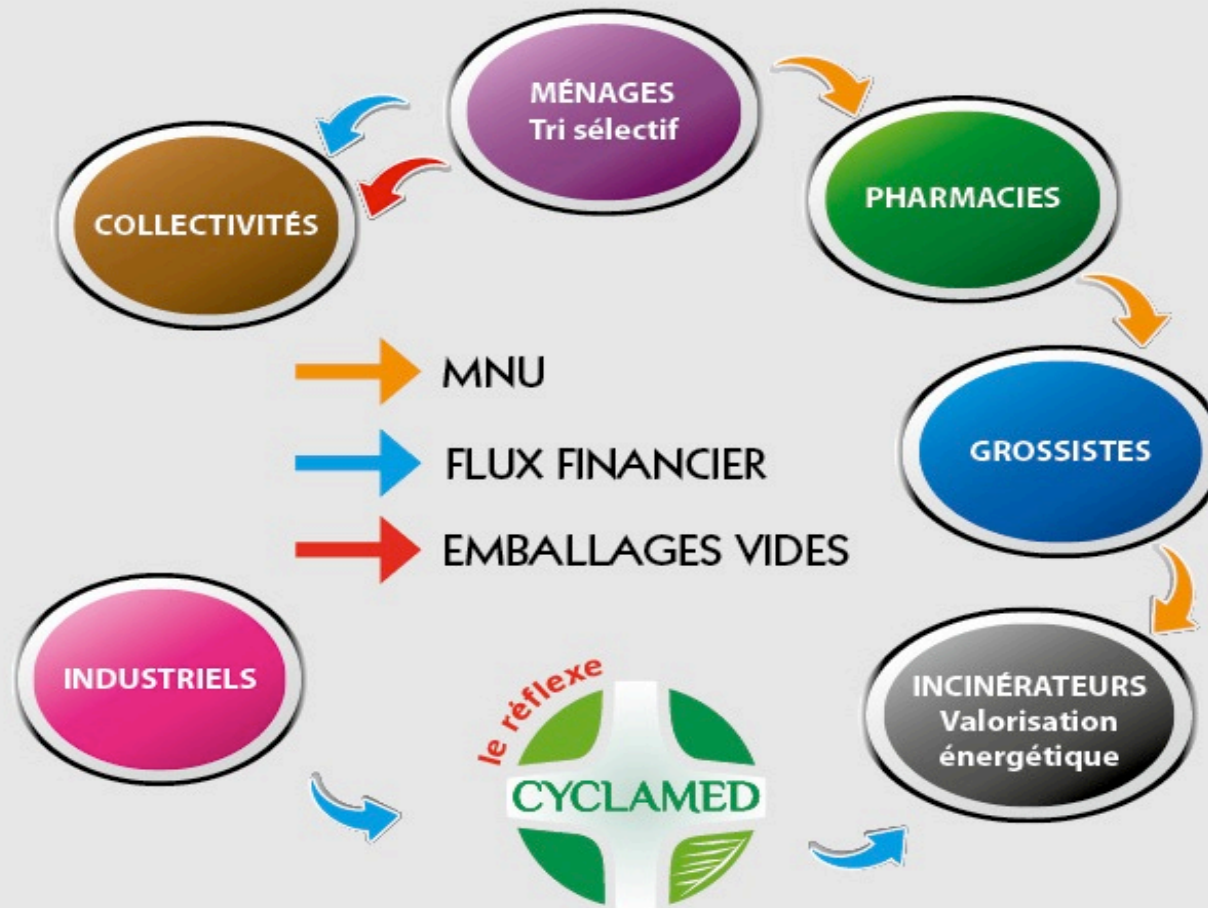 MÉNAGES
Tri sélectif
COLLECTIVITÉS
PHARMACIES
MNU
FLUX FINANCIER
GROSSISTES
EMBALLAGES VIDES
INDUSTRIELS
le réflexe
CYCLAMED
INCINÉRATEURS
Valorisation
énergétique